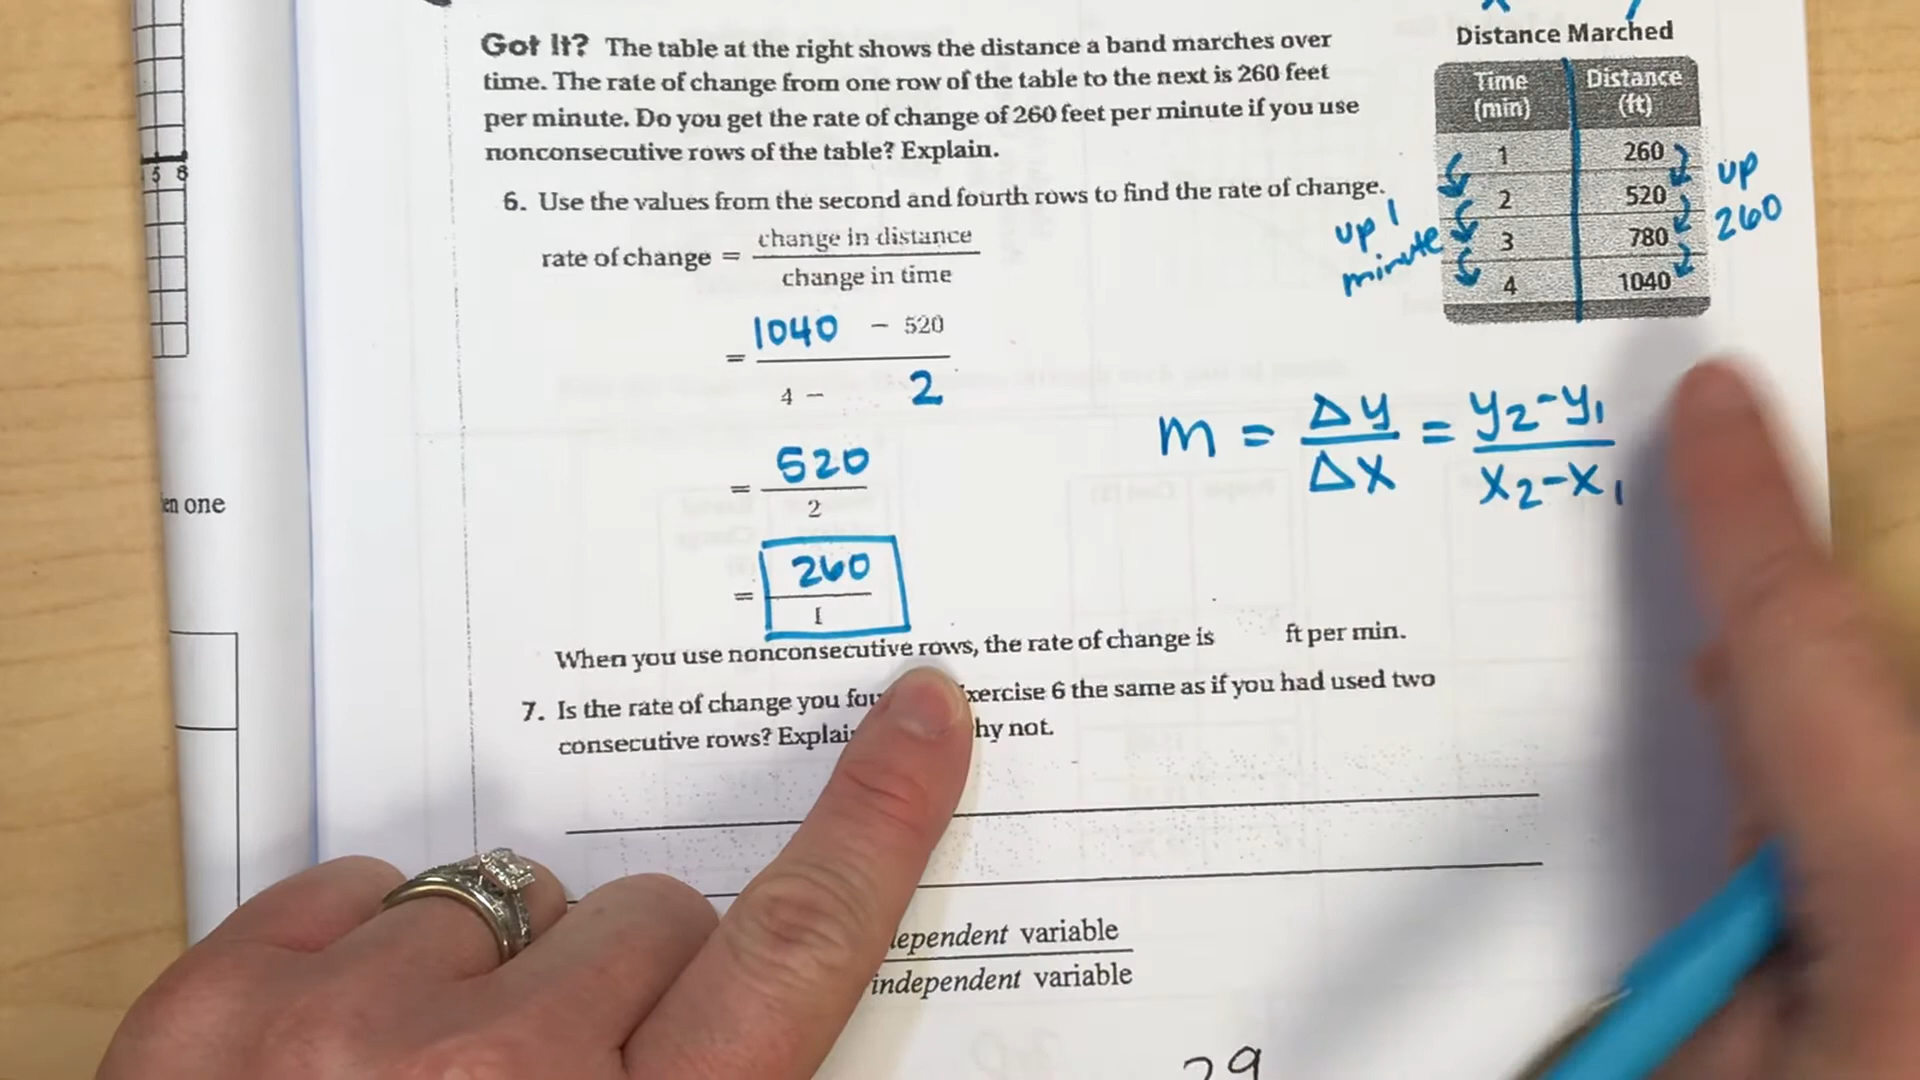 Got It? The table at the right shows the distance a band marches over
time. The rate of change from one row of the table to the next is 260 feet
per minute. Do you get the rate of change of 260 feet per minute if you use
nonconsecutive rows of the table? Explain.
6. Use the values from the second and fourth rows to find the rate of change.
rate of change = change in distance
change in time
= 1040 - 520
4 - 2
= 520
2
= 260
1
When you use nonconsecutive rows, the rate of change is ft per min.
7. Is the rate of change you xercise 6 the same as if you had used two
consecutive rows? hy not.
Distance Marched
Time (min) Distance (ft)
1 260
2 520
3 780
4 1040
up 1
minute
up
260
m = Δy = y2-y1
Δx x2-x1
ependent variable
independent variable
en one
5 6
29